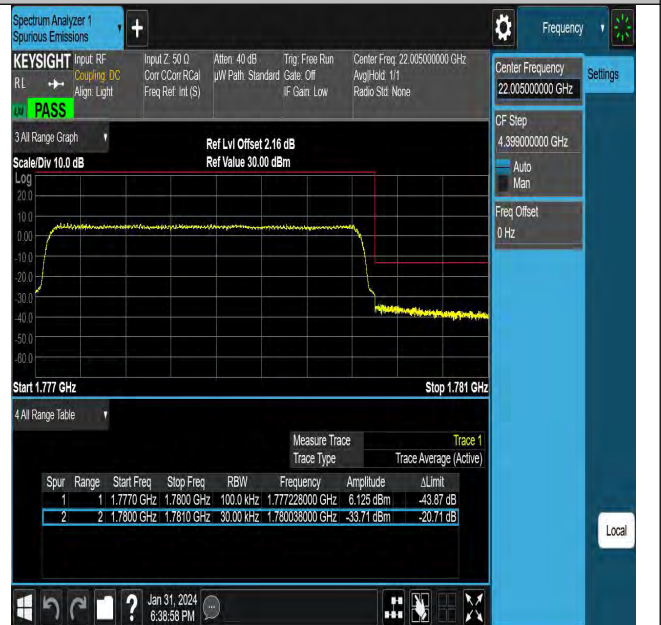 Spectrum Analyzer 1
Spurious Emissions
+
Frequency
KEYSIGHT Input: RF Input Z: 50 Ω Atten: 40 dB Trig: Free Run Center Freq: 22.005000000 GHz
RL Coupling: DC Corr CCorr RCal µW Path: Standard Gate: Off Avg|Hold: 1/1
Align: Light Freq Ref: Int (S) IF Gain: Low Radio Std: None
PASS
Center Frequency
22.005000000 GHz
Settings
CF Step
4.399000000 GHz
Auto
Man
Freq Offset
0 Hz
3 All Range Graph
Ref Lvl Offset 2.16 dB
Scale/Div 10.0 dB Ref Value 30.00 dBm
Log
20.0
10.0
0.00
-10.0
-20.0
-30.0
-40.0
-50.0
-60.0
Start 1.777 GHz Stop 1.781 GHz
4 All Range Table
Measure Trace Trace 1
Trace Type Trace Average (Active)
Spur Range Start Freq Stop Freq RBW Frequency Amplitude ΔLimit
1 1 1.7770 GHz 1.7800 GHz 100.0 kHz 1.777228000 GHz 6.125 dBm -43.87 dB
2 2 1.7800 GHz 1.7810 GHz 30.00 kHz 1.780038000 GHz -33.71 dBm -20.71 dB
Local
? Jan 31, 2024
6:38:58 PM